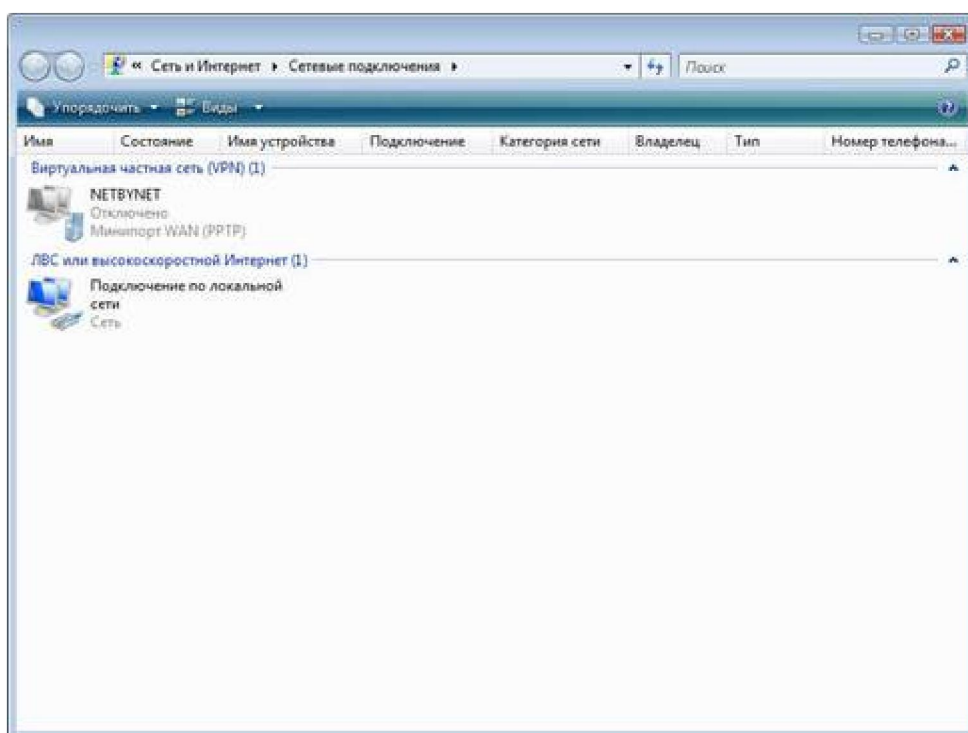 « Сеть и Интернет ▸ Сетевые подключения ▸ Поиск
Упорядочить Виды
Имя Состояние Имя устройства Подключение Категория сети Владелец Тип Номер телефона...
Виртуальная частная сеть (VPN) (1)
NETBYNET
Отключено
Минипорт WAN (PPTP)
ЛВС или высокоскоростной Интернет (1)
Подключение по локальной
сети
Сеть